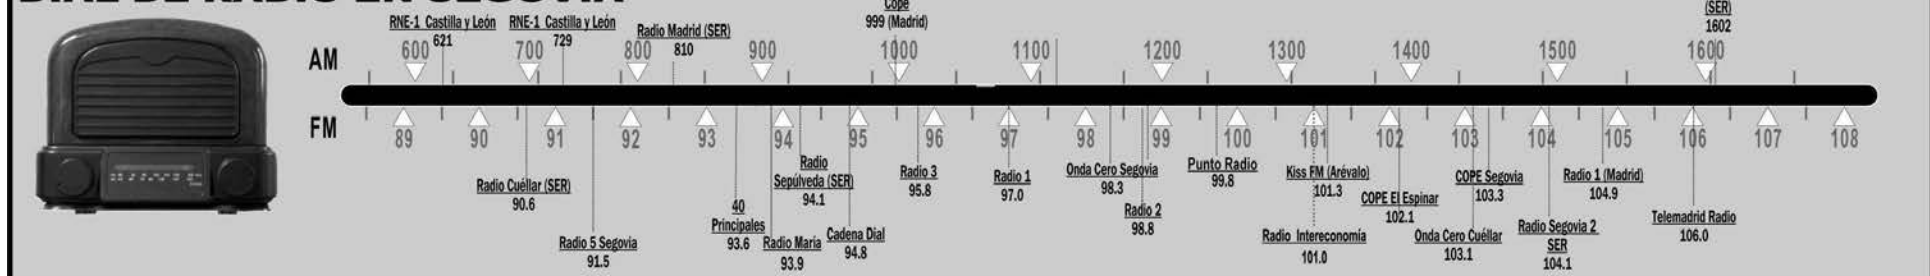 DIAL DE RADIO EN SEGOVIA
RNE-1 Castilla y León
621
RNE-1 Castilla y León
729
Radio Madrid (SER)
810
Cope
999 (Madrid)
(SER)
1602
AM
600 700 800 900 1000 1100 1200 1300 1400 1500 1600
FM
89 90 91 92 93 94 95 96 97 98 99 100 101 102 103 104 105 106 107 108
Radio Cuéllar (SER)
90.6
Radio 5 Segovia
91.5
40
Principales
93.6
Radio María
93.9
Radio
Sepúlveda (SER)
94.1
Cadena Dial
94.8
Radio 3
95.8
Radio 1
97.0
Onda Cero Segovia
98.3
Radio 2
98.8
Punto Radio
99.8
Kiss FM (Arévalo)
101.3
Radio Intereconomía
101.0
COPE El Espinar
102.1
COPE Segovia
103.3
Onda Cero Cuéllar
103.1
Radio Segovia 2
SER
104.1
Radio 1 (Madrid)
104.9
Telemadrid Radio
106.0